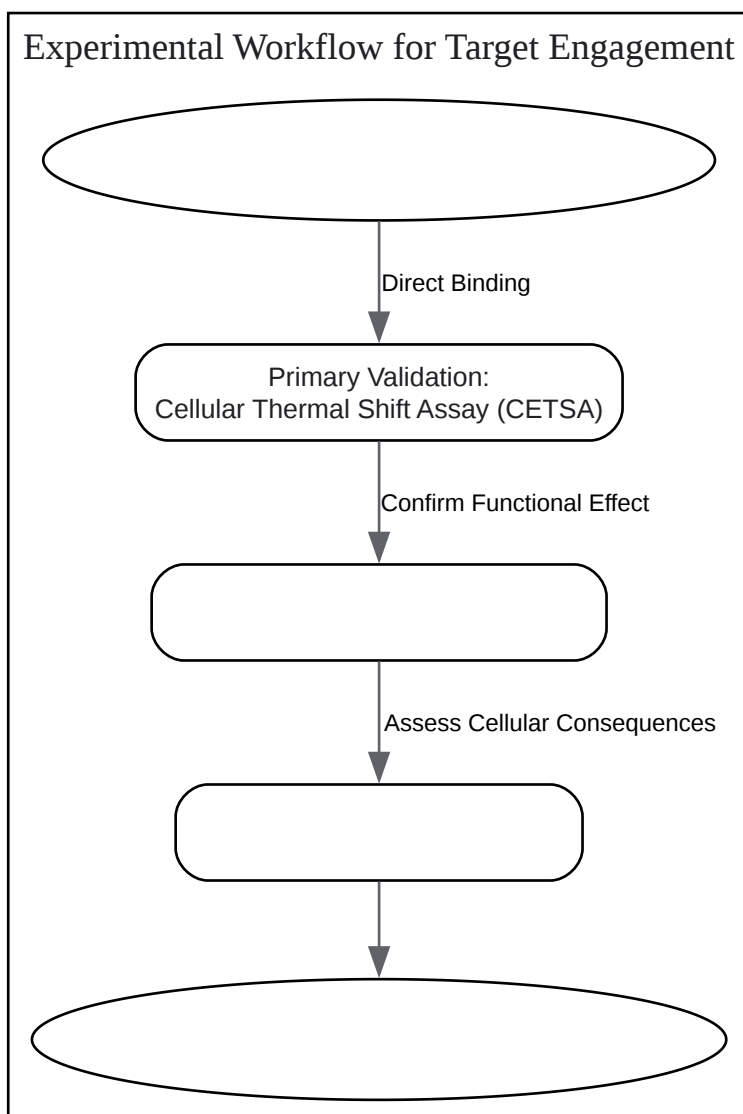 Experimental Workflow for Target Engagement
Direct Binding
Primary Validation:
Cellular Thermal Shift Assay (CETSA)
Confirm Functional Effect
Assess Cellular Consequences